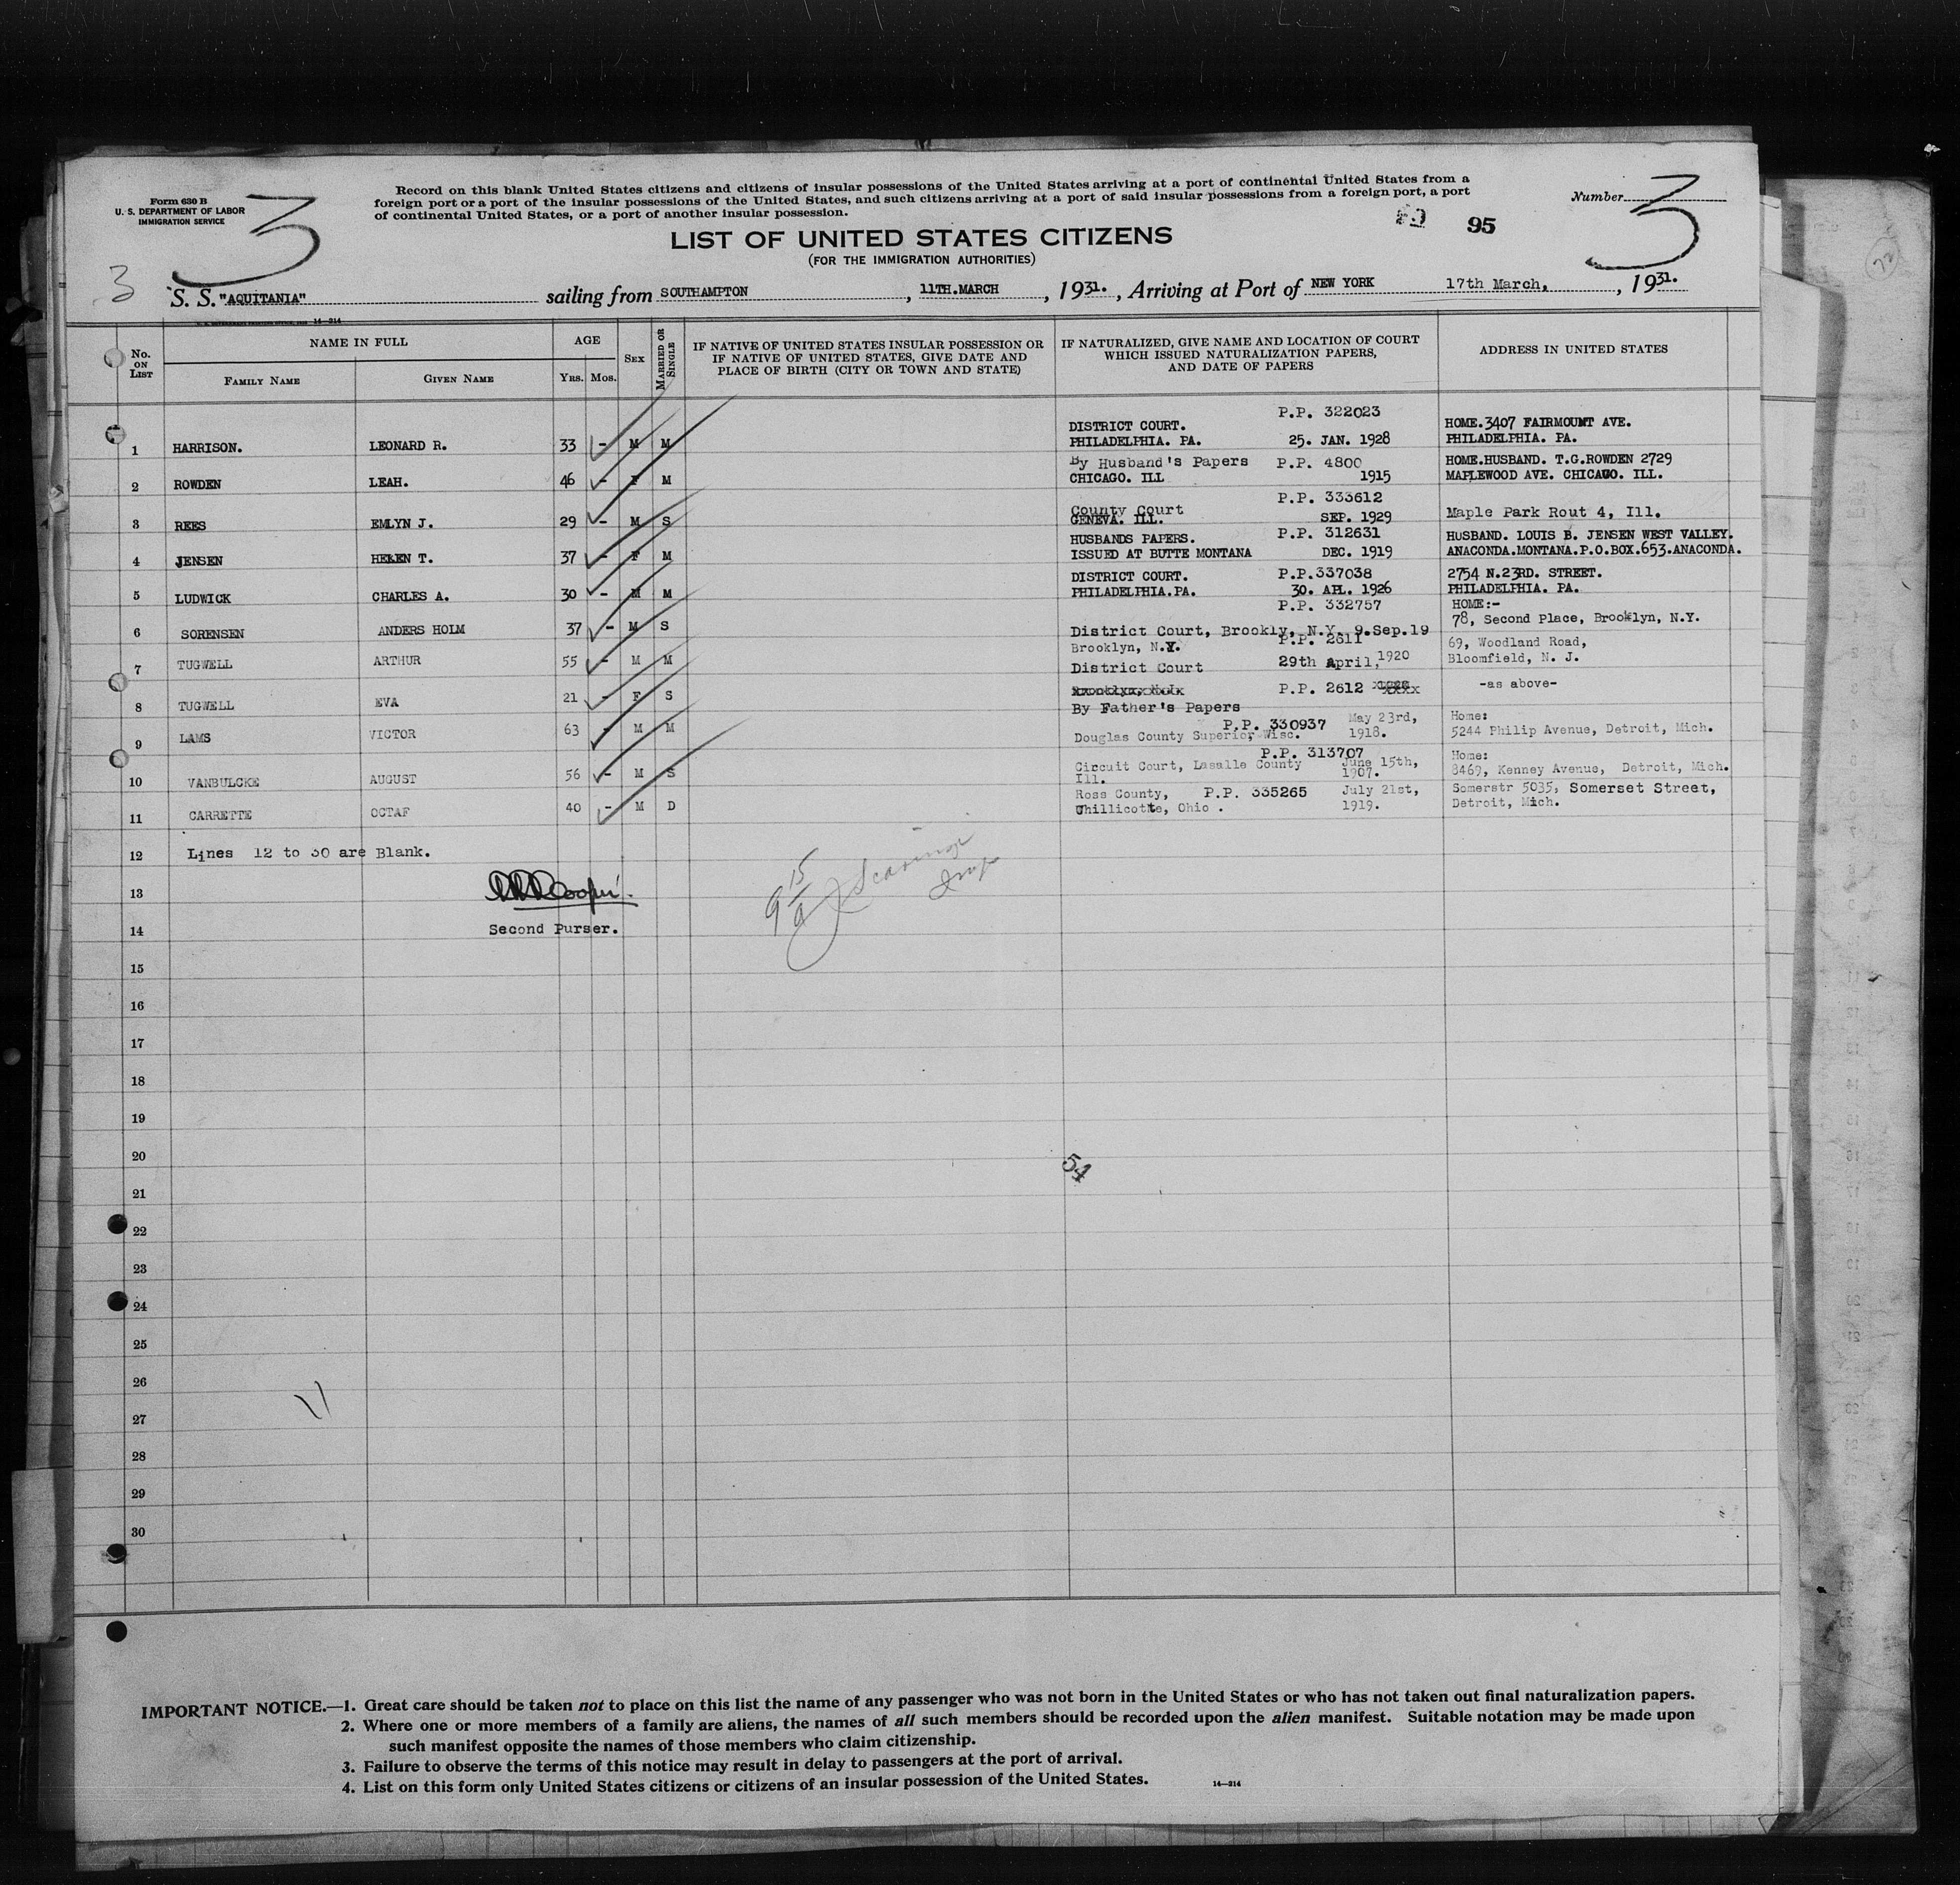 Form 630 B
U. S. DEPARTMENT OF LABOR
IMMIGRATION SERVICE
3
Record on this blank United States citizens and citizens of insular possessions of the United States arriving at a port of continental United States from a
foreign port or a port of the insular possessions of the United States, and such citizens arriving at a port of said insular possessions from a foreign port, a port
of continental United States, or a port of another insular possession.
Number 3
95
LIST OF UNITED STATES CITIZENS
(FOR THE IMMIGRATION AUTHORITIES)
3
S. S. "AQUITANIA" sailing from SOUTHAMPTON, 11TH.MARCH, 1931., Arriving at Port of NEW YORK 17th March, , 1931.
14—314
No. ON LIST
NAME IN FULL
FAMILY NAME GIVEN NAME
AGE
YRS. MOS.
SEX
MARRIED OR SINGLE
IF NATIVE OF UNITED STATES INSULAR POSSESSION OR
IF NATIVE OF UNITED STATES, GIVE DATE AND
PLACE OF BIRTH (CITY OR TOWN AND STATE)
IF NATURALIZED, GIVE NAME AND LOCATION OF COURT
WHICH ISSUED NATURALIZATION PAPERS,
AND DATE OF PAPERS
ADDRESS IN UNITED STATES
1 HARRISON. LEONARD R. 33 - M M
P.P. 322023
DISTRICT COURT.
PHILADELPHIA. PA. 25. JAN. 1928
HOME.3407 FAIRMOUNT AVE.
PHILADELPHIA. PA.
2 ROWDEN LEAH. 46 - F M
By Husband's Papers P.P. 4800
CHICAGO. ILL 1915
HOME.HUSBAND. T.G.ROWDEN 2729
MAPLEWOOD AVE. CHICAGO. ILL.
3 REES EMLYN J. 29 - M S
P.P. 333612
County Court
GENEVA. ILL. SEP. 1929
Maple Park Rout 4, Ill.
4 JENSEN HELEN T. 37 - F M
HUSBANDS PAPERS. P.P. 312631
ISSUED AT BUTTE MONTANA DEC. 1919
HUSBAND. LOUIS B. JENSEN WEST VALLEY.
ANACONDA.MONTANA.P.O.BOX.653.ANACONDA.
5 LUDWICK CHARLES A. 30 - M M
DISTRICT COURT. P.P.337038
PHILADELPHIA.PA. 30. APL. 1926
2754 N.23RD. STREET.
PHILADELPHIA. PA.
6 SORENSEN ANDERS HOLM 37 - M S
P.P. 332757
District Court, Brookly, N.Y. 9.Sep.19
HOME:-
78, Second Place, Brooklyn, N.Y.
7 TUGWELL ARTHUR 55 - M M
Brooklyn, N.Y. P.P. 2611
District Court 29th April, 1920
69, Woodland Road,
Bloomfield, N. J.
8 TUGWELL EVA 21 - F S
P.P. 2612
By Father's Papers
-as above-
9 LAMS VICTOR 63 - M M
P.P. 330937 May 23rd,
Douglas County Superior, Wisc. 1918.
Home:
5244 Philip Avenue, Detroit, Mich.
10 VANBULCKE AUGUST 56 - M S
P.P. 313707
Circuit Court, Lasalle County June 15th,
Ill. 1907.
Home:
8469, Kenney Avenue, Detroit, Mich.
11 CARRETTE OCTAF 40 - M D
Ross County, P.P. 335265 July 21st,
Chillicotte, Ohio . 1919.
Somerstr 5035, Somerset Street,
Detroit, Mich.
12 Lines 12 to 30 are Blank.
13
14 Second Purser.
15
16
17
18
19
20
54
21
22
23
24
25
26
27
28
29
30
IMPORTANT NOTICE.—1. Great care should be taken not to place on this list the name of any passenger who was not born in the United States or who has not taken out final naturalization papers.
2. Where one or more members of a family are aliens, the names of all such members should be recorded upon the alien manifest. Suitable notation may be made upon
such manifest opposite the names of those members who claim citizenship.
3. Failure to observe the terms of this notice may result in delay to passengers at the port of arrival.
4. List on this form only United States citizens or citizens of an insular possession of the United States.
14—314